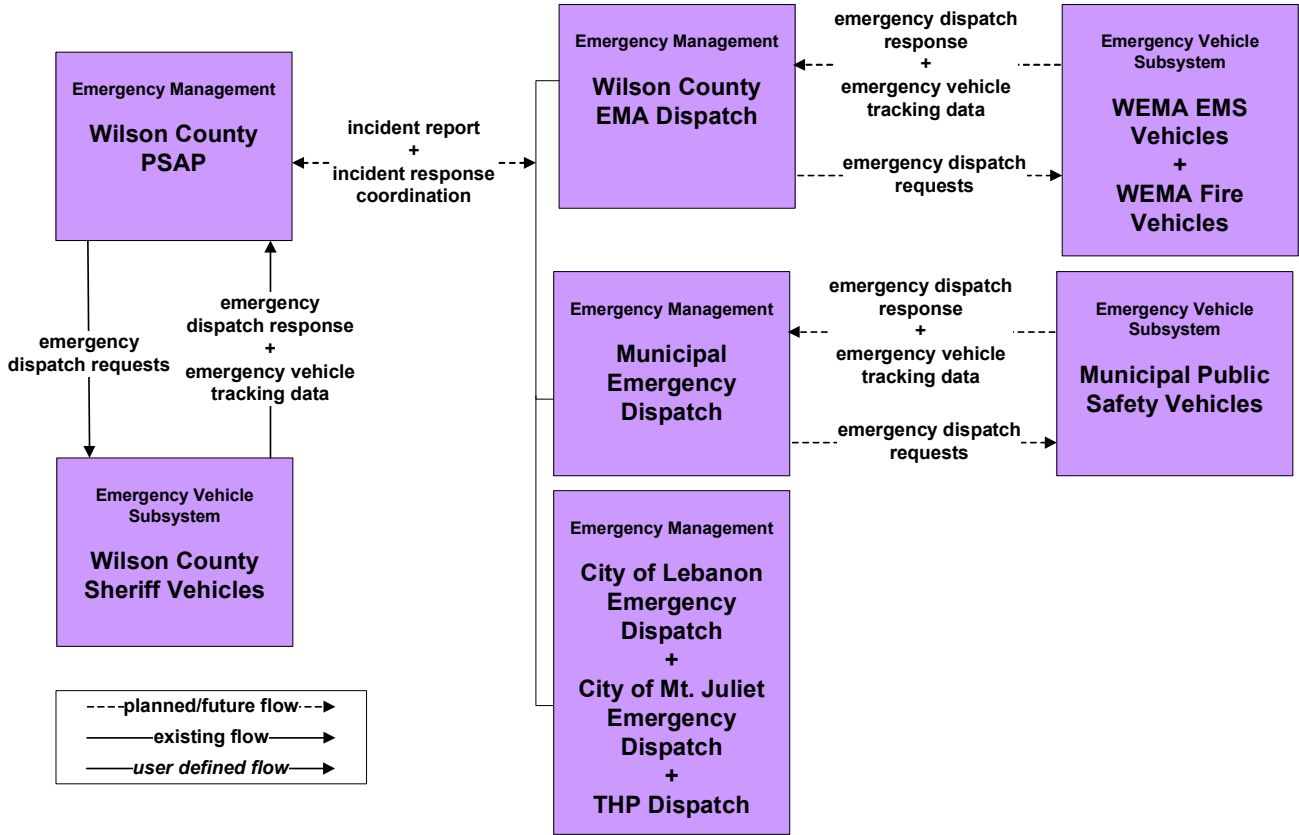 Emergency Management
Wilson County
PSAP
incident report
+
incident response
coordination
emergency
dispatch requests
emergency
dispatch response
+
emergency vehicle
tracking data
Emergency Vehicle
Subsystem
Wilson County
Sheriff Vehicles
Emergency Management
Wilson County
EMA Dispatch
emergency dispatch
response
+
emergency vehicle
tracking data
emergency dispatch
requests
Emergency Vehicle
Subsystem
WEMA EMS
Vehicles
+
WEMA Fire
Vehicles
Emergency Management
Municipal
Emergency
Dispatch
emergency dispatch
response
+
emergency vehicle
tracking data
emergency dispatch
requests
Emergency Vehicle
Subsystem
Municipal Public
Safety Vehicles
Emergency Management
City of Lebanon
Emergency
Dispatch
+
City of Mt. Juliet
Emergency
Dispatch
+
THP Dispatch
planned/future flow
existing flow
user defined flow